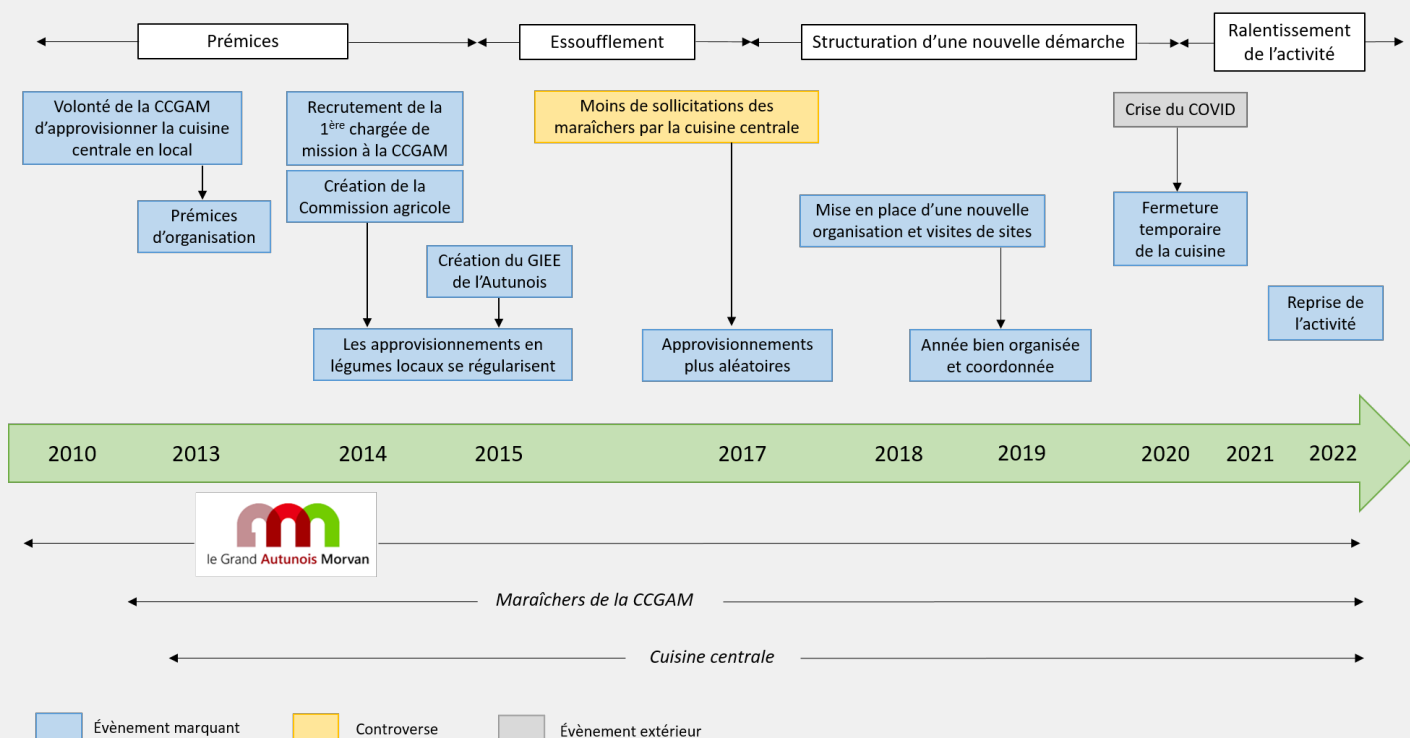 Prémices
Essoufflement
Structuration d'une nouvelle démarche
Ralentissement
de l'activité
Volonté de la CCGAM
d'approvisionner la cuisine
centrale en local
Prémices
d'organisation
Recrutement de la
1ère chargée de
mission à la CCGAM
Création de la
Commission agricole
Création du GIEE
de l'Autunois
Les approvisionnements en
légumes locaux se régularisent
Moins de sollicitations des
maraîchers par la cuisine centrale
Approvisionnements
plus aléatoires
Mise en place d'une nouvelle
organisation et visites de sites
Année bien organisée
et coordonnée
Crise du COVID
Fermeture
temporaire
de la cuisine
Reprise de
l'activité
2010 2013 2014 2015 2017 2018 2019 2020 2021 2022
le Grand Autunois Morvan
Maraîchers de la CCGAM
Cuisine centrale
Évènement marquant
Controverse
Évènement extérieur